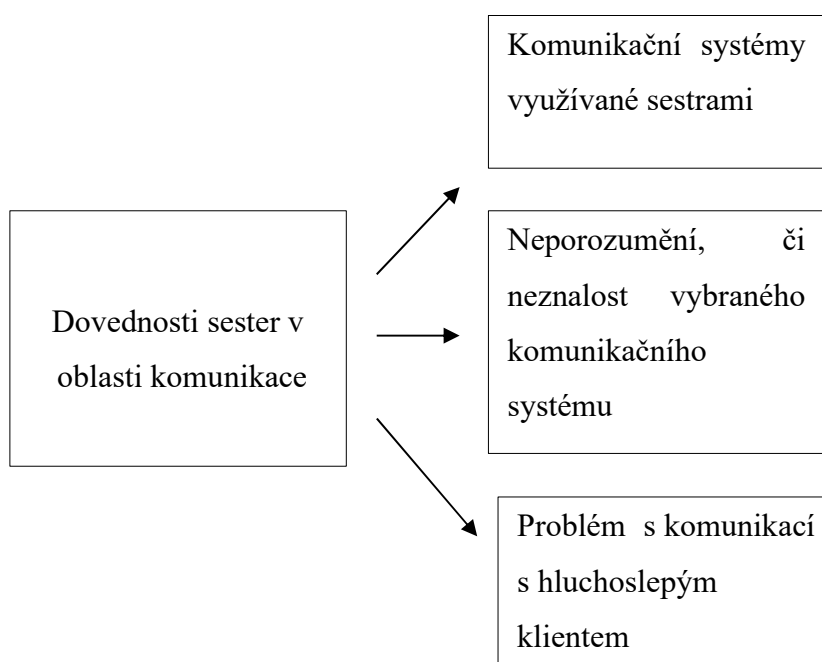 Komunikační systémy
využívané sestrami
Dovednosti sester v
oblasti komunikace
Neporozumění, či
neznalost vybraného
komunikačního
systému
Problém s komunikací
s hluchoslepým
klientem